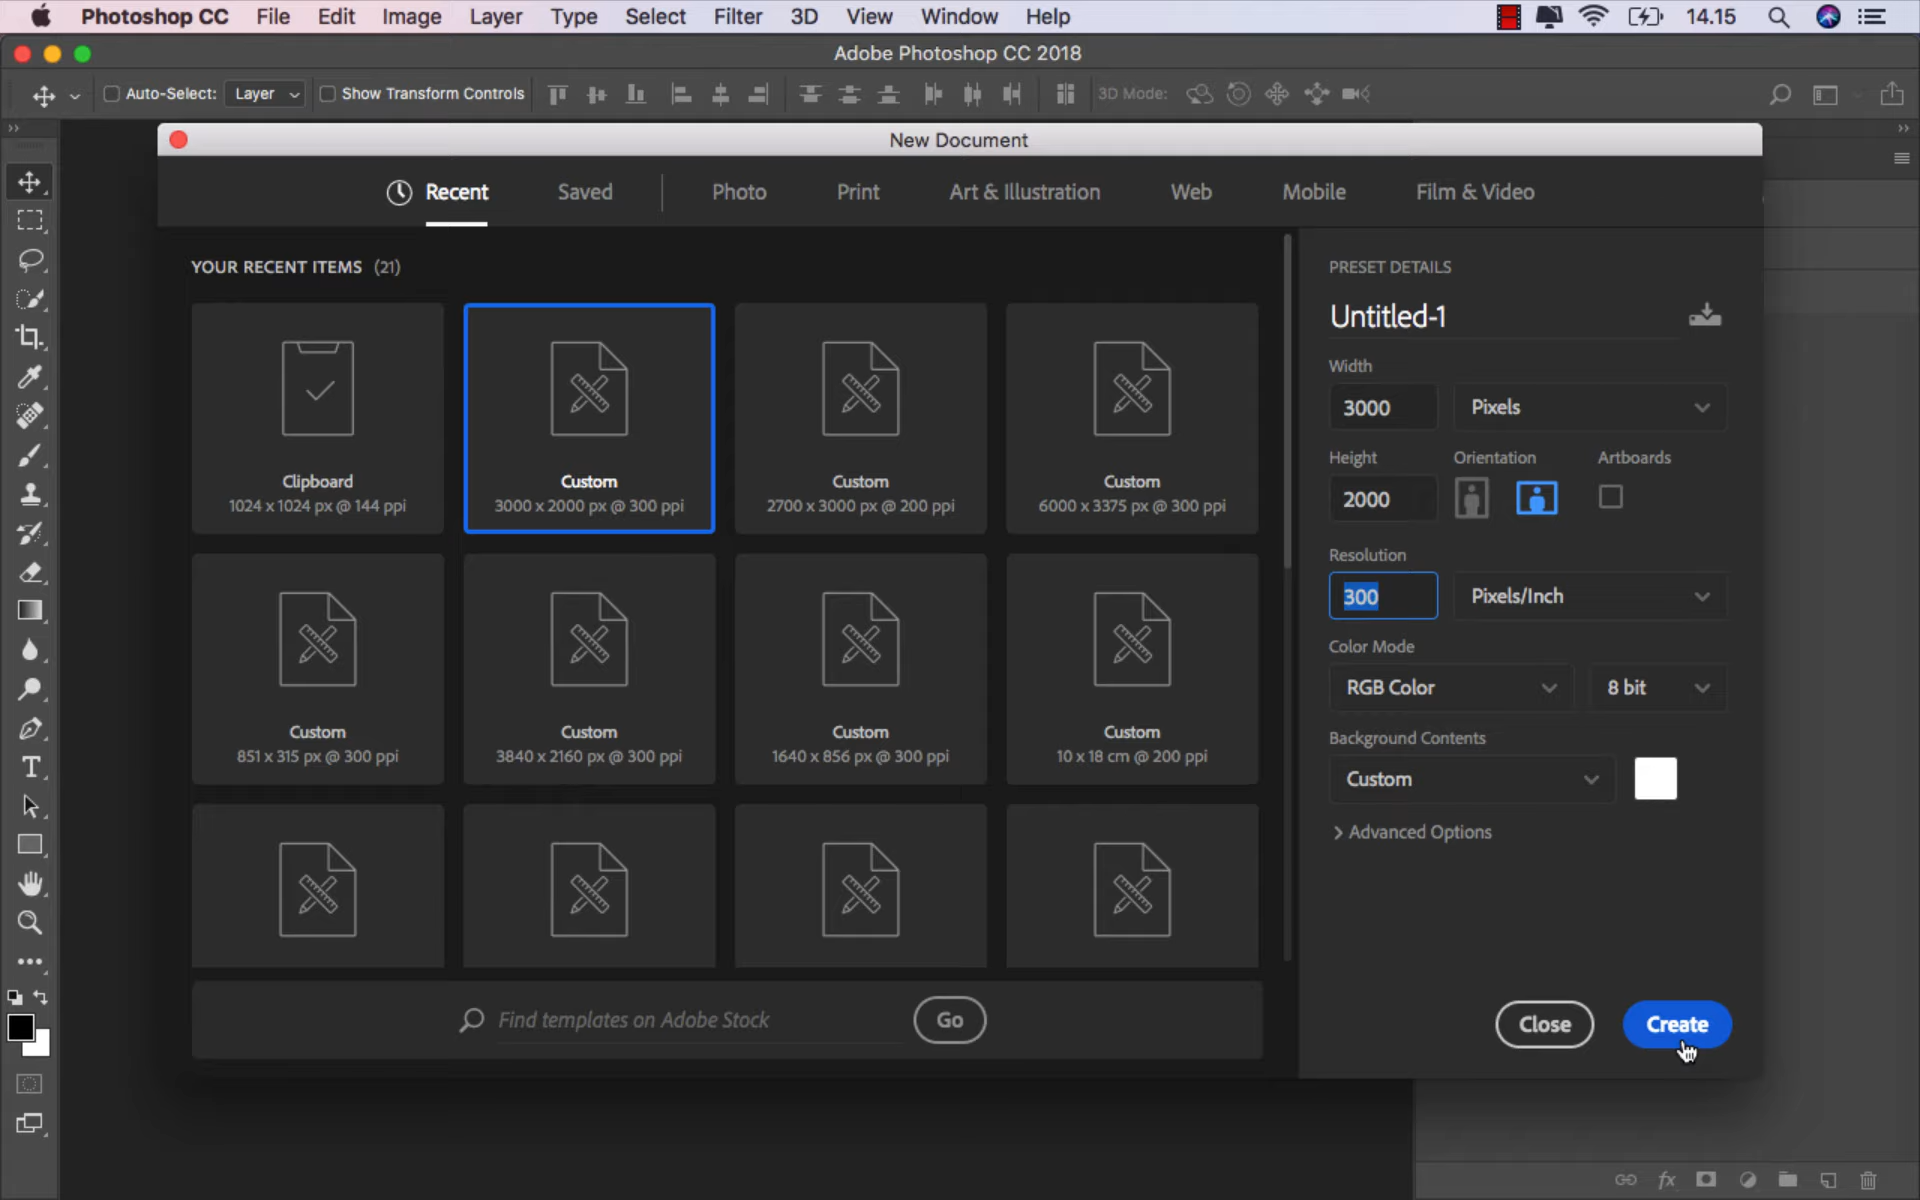 Photoshop CC File Edit Image Layer Type Select Filter 3D View Window Help 14.15
Adobe Photoshop CC 2018
Auto-Select: Layer Show Transform Controls 3D Mode:
New Document
Recent Saved Photo Print Art & Illustration Web Mobile Film & Video
YOUR RECENT ITEMS (21)
Clipboard
1024 x 1024 px @ 144 ppi
Custom
3000 x 2000 px @ 300 ppi
Custom
2700 x 3000 px @ 200 ppi
Custom
6000 x 3375 px @ 300 ppi
Custom
851 x 315 px @ 300 ppi
Custom
3840 x 2160 px @ 300 ppi
Custom
1640 x 856 px @ 300 ppi
Custom
10 x 18 cm @ 200 ppi
Find templates on Adobe Stock Go
PRESET DETAILS
Untitled-1
Width
3000 Pixels
Height Orientation Artboards
2000
Resolution
300 Pixels/Inch
Color Mode
RGB Color 8 bit
Background Contents
Custom
Advanced Options
Close Create
fx